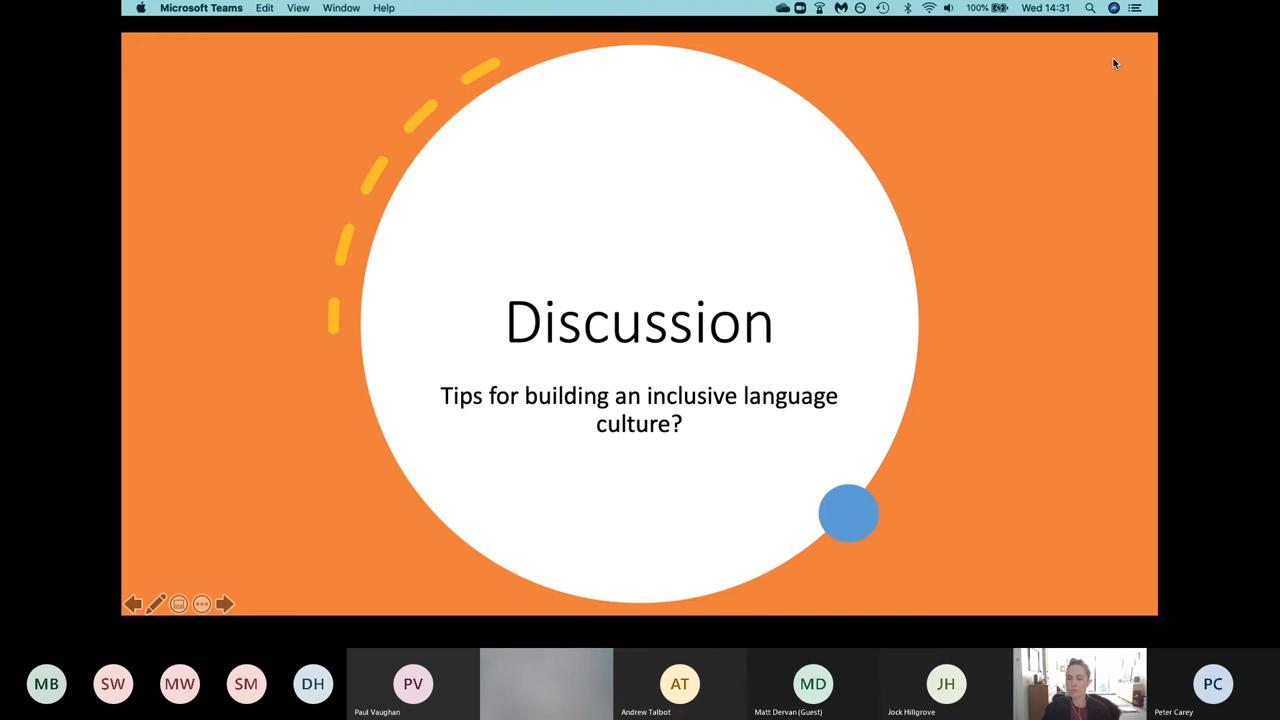 Microsoft Teams Edit View Window Help 100% Wed 14:31
Discussion
Tips for building an inclusive language
culture?
MB SW MW SM DH PV AT MD JH PC
Paul Vaughan Andrew Talbot Matt Dervan (Guest) Jock Hillgrove Peter Carey